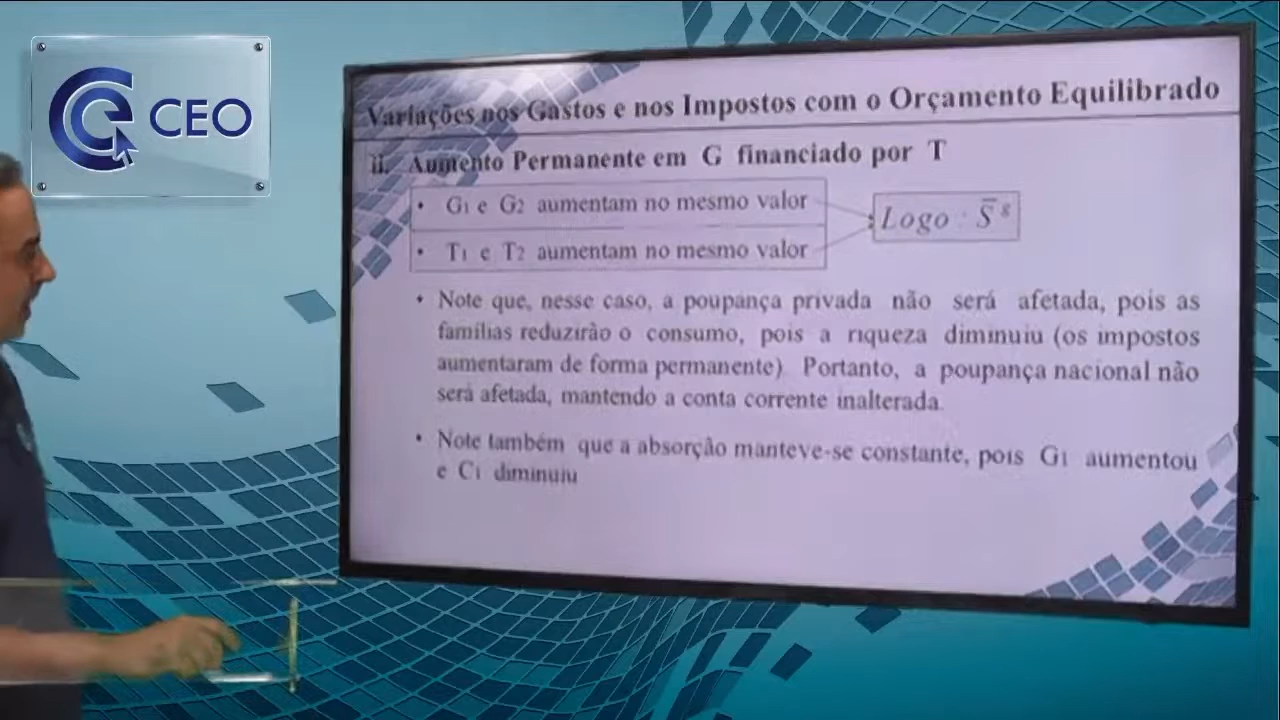 CEO
Variações nos Gastos e nos Impostos com o Orçamento Equilibrado
ii. Aumento Permanente em G financiado por T
• G1 e G2 aumentam no mesmo valor
Logo : S̅ g
• T1 e T2 aumentam no mesmo valor
• Note que, nesse caso, a poupança privada não será afetada, pois as
famílias reduzirão o consumo, pois a riqueza diminuiu (os impostos
aumentaram de forma permanente) Portanto, a poupança nacional não
será afetada, mantendo a conta corrente inalterada.
• Note também que a absorção manteve-se constante, pois G1 aumentou
e C1 diminuiu